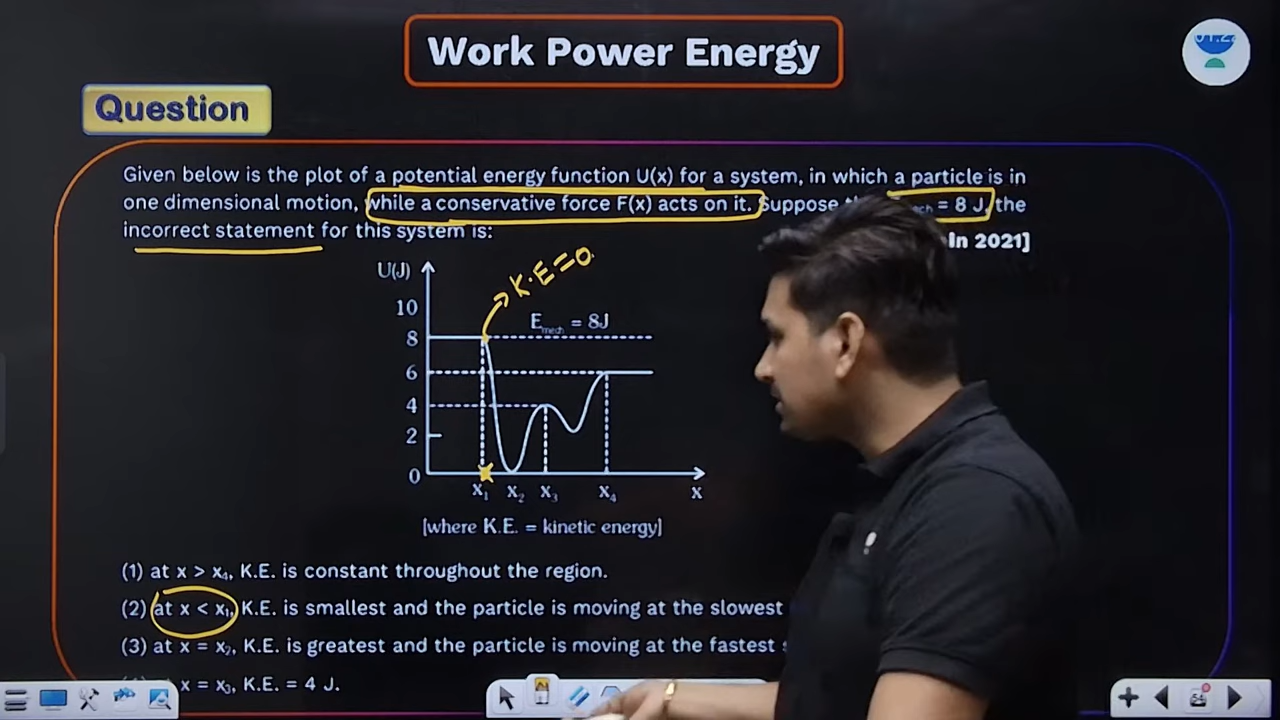 Work Power Energy
Question
Given below is the plot of a potential energy function U(x) for a system, in which a particle is in
one dimensional motion, while a conservative force F(x) acts on it. Suppose = 8 J, the
incorrect statement for this system is:
2021]
K.E=0
U(J)
10
E_mech = 8J
8
6
4
2
0
x₁ x₂ x₃ x₄ x
[where K.E. = kinetic energy]
(1) at x > x₄, K.E. is constant throughout the region.
(2) at x < x₁, K.E. is smallest and the particle is moving at the slowest
(3) at x = x₂, K.E. is greatest and the particle is moving at the fastest
x = x₃, K.E. = 4 J.